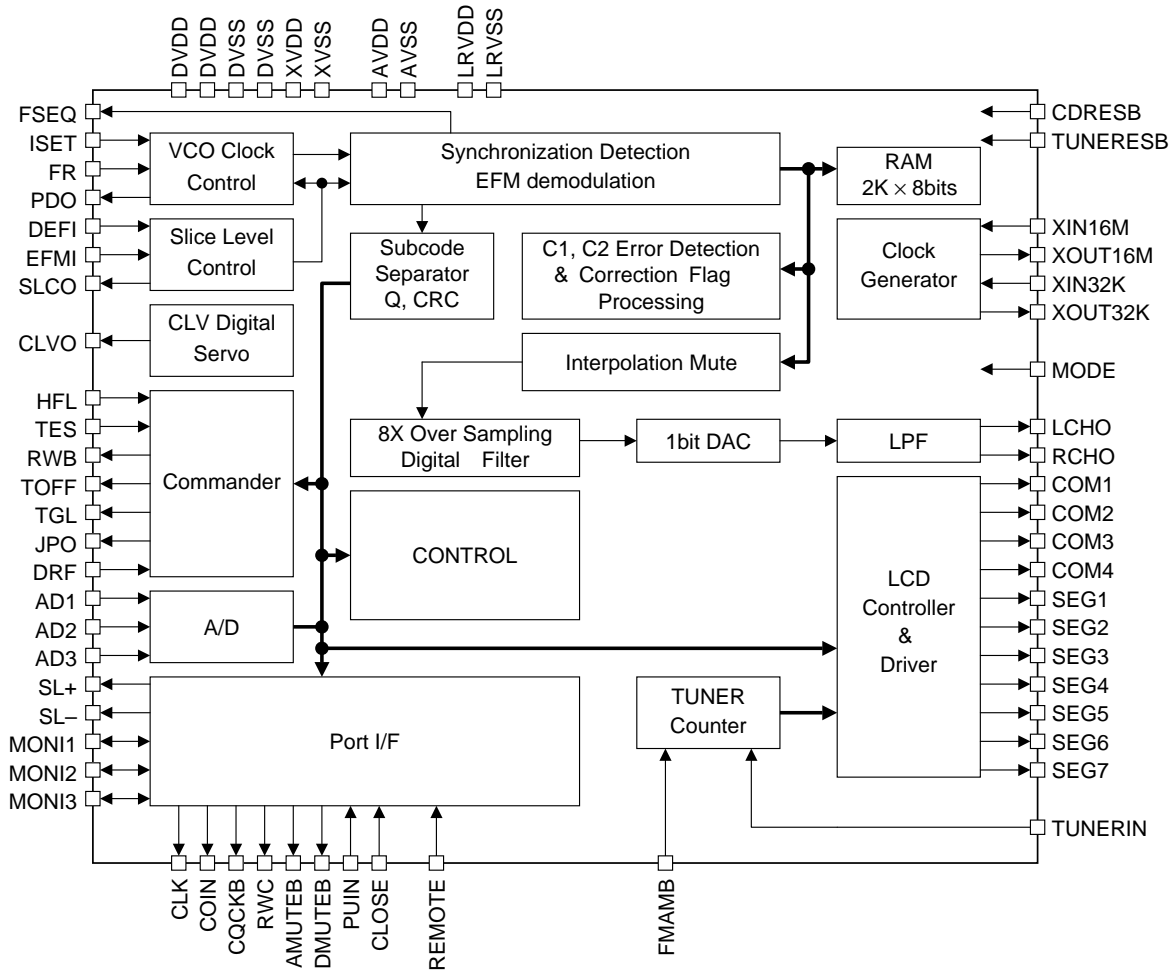 DVDD
DVDD
DVSS
DVSS
XVDD
XVSS
AVDD
AVSS
LRVDD
LRVSS
FSEQ
ISET
FR
PDO
DEFI
EFMI
SLCO
CLVO
HFL
TES
RWB
TOFF
TGL
JPO
DRF
AD1
AD2
AD3
SL+
SL–
MONI1
MONI2
MONI3
VCO Clock
Control
Slice Level
Control
CLV Digital
Servo
Commander
A/D
Port I/F
Synchronization Detection
EFM demodulation
Subcode
Separator
Q, CRC
C1, C2 Error Detection
& Correction Flag
Processing
Interpolation Mute
8X Over Sampling
Digital Filter
1bit DAC
LPF
CONTROL
TUNER
Counter
RAM
2K × 8bits
Clock
Generator
LCD
Controller
&
Driver
CDRESB
TUNERESB
XIN16M
XOUT16M
XIN32K
XOUT32K
MODE
LCHO
RCHO
COM1
COM2
COM3
COM4
SEG1
SEG2
SEG3
SEG4
SEG5
SEG6
SEG7
TUNERIN
CLK
COIN
CQCKB
RWC
AMUTEB
DMUTEB
PUIN
CLOSE
REMOTE
FMAMB